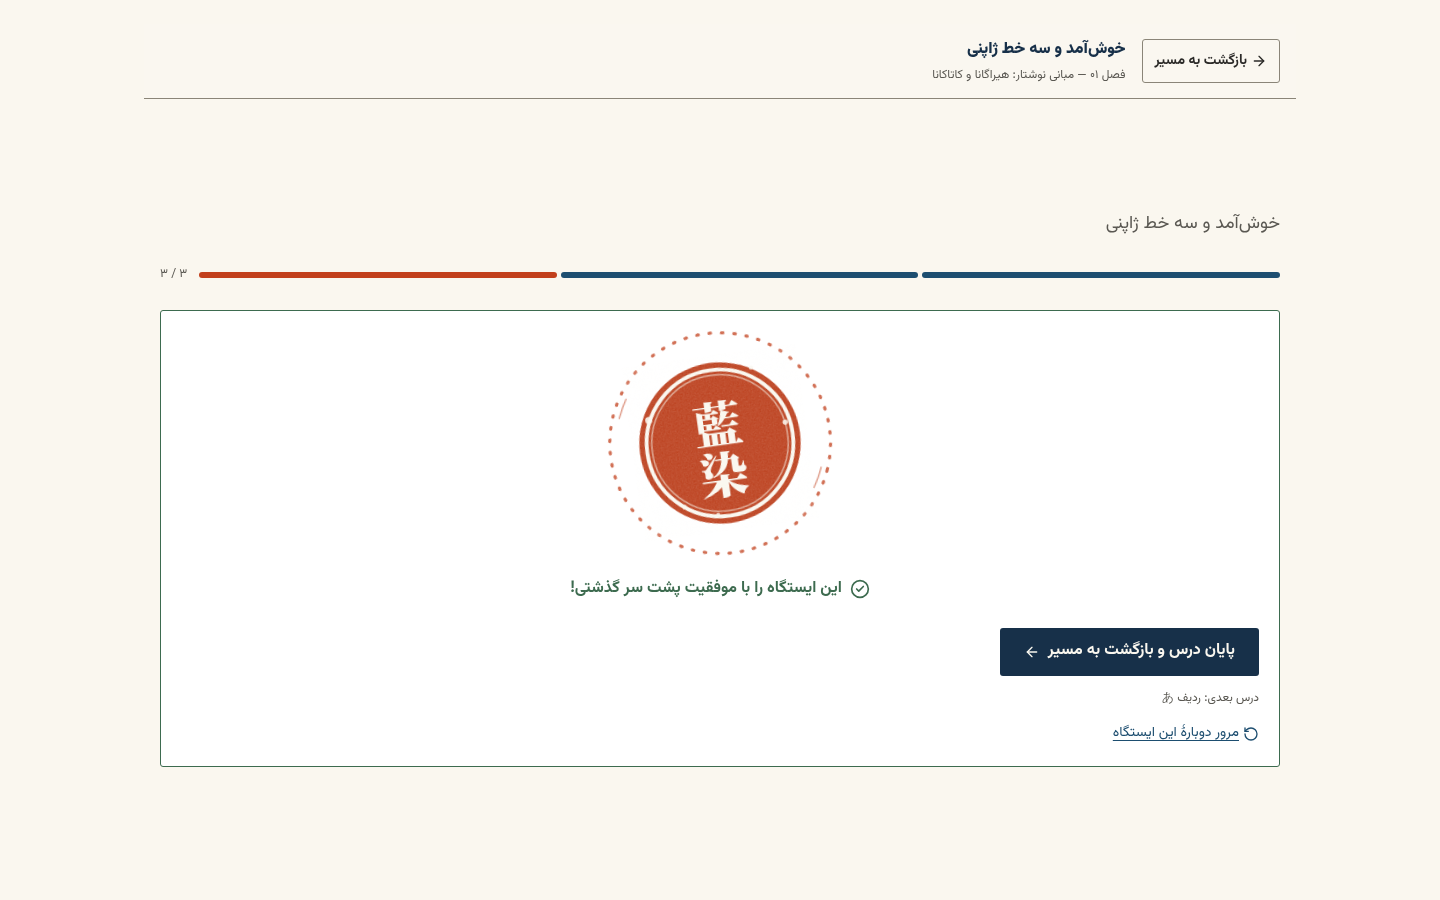 بازگشت به مسیر
خوش‌آمد و سه خط ژاپنی
فصل ۰۱ — مبانی نوشتار: هیراگانا و کاتاکانا
خوش‌آمد و سه خط ژاپنی
۳ / ۳
藍染
این ایستگاه را با موفقیت پشت سر گذشتی!
پایان درس و بازگشت به مسیر
درس بعدی: ردیف あ
مرور دوبارهٔ این ایستگاه